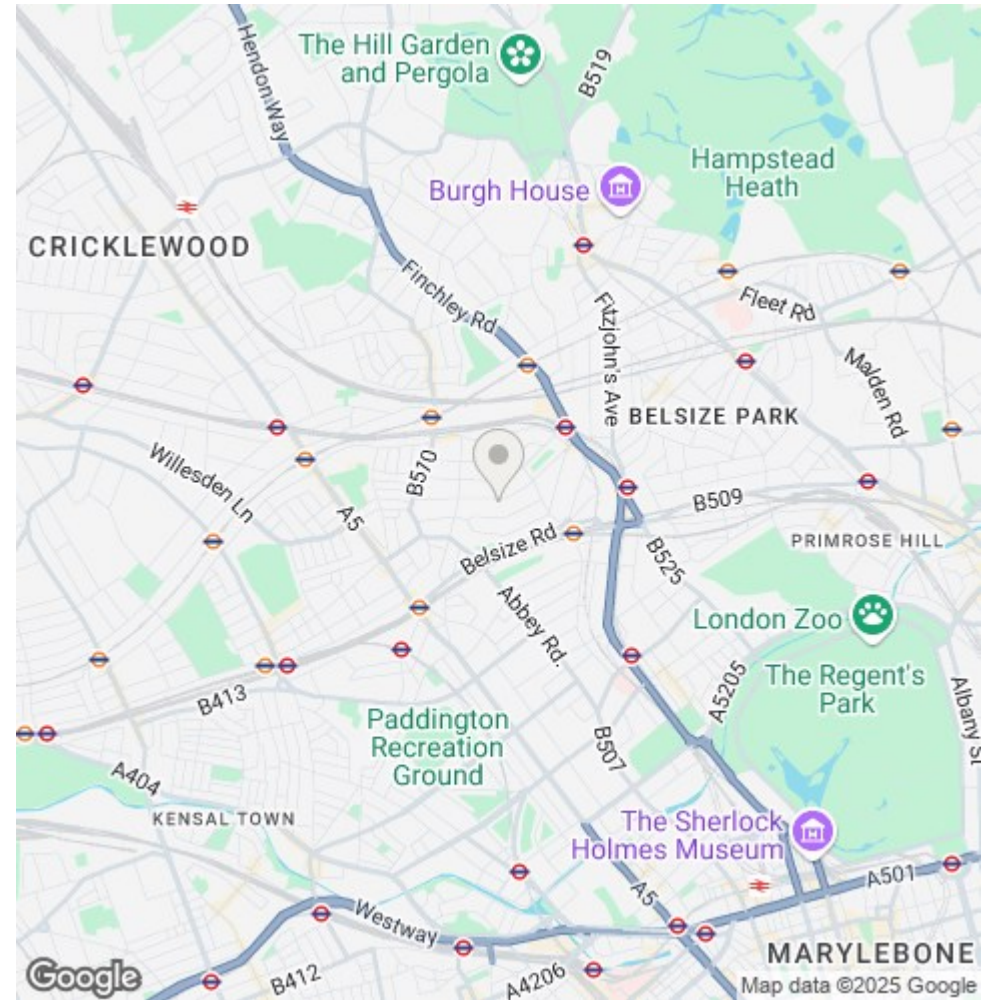 The Hill Garden
and Pergola
B519
Hendon Way
Hampstead
Heath
Burgh House
CRICKLEWOOD
Finchley Rd
Fleet Rd
Fitzjohn's Ave
Malden Rd
BELSIZE PARK
Willesden Ln
B570
A5
B509
Belsize Rd
B525
PRIMROSE HILL
Abbey Rd.
London Zoo
The Regent's
Park
A5205
Albany St
B413
Paddington
Recreation
Ground
B507
A404
KENSAL TOWN
The Sherlock
Holmes Museum
A501
A5
Westway
MARYLEBONE
B412
A4206
Google
Map data ©2025 Google